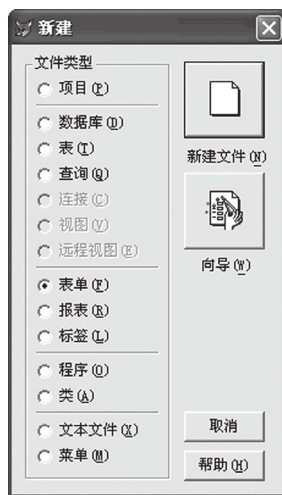 新建
文件类型
项目(P)
数据库(D)
表(T)
查询(Q)
连接(C)
视图(V)
远程视图(E)
表单(F)
报表(R)
标签(L)
程序(O)
类(A)
文本文件(X)
菜单(M)
新建文件(N)
向导(W)
取消
帮助(H)